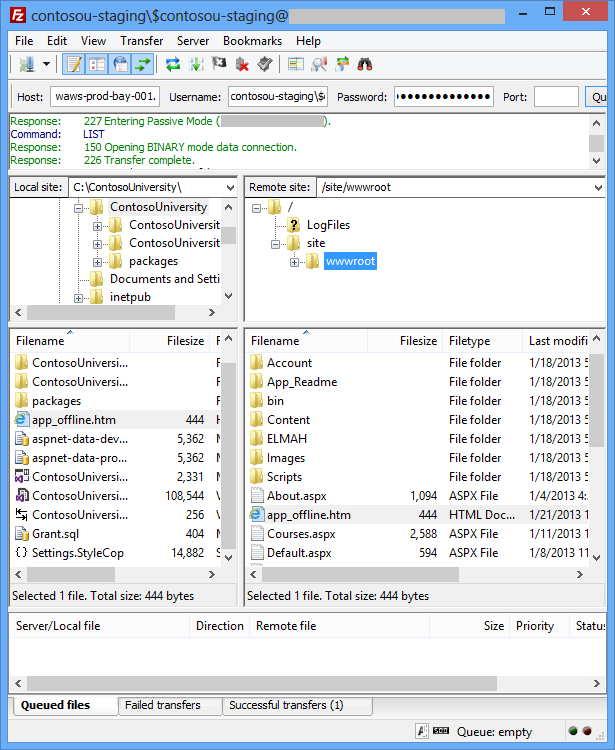 contosou-staging\$contosou-staging@
File Edit View Transfer Server Bookmarks Help
Host: waws-prod-bay-001. Username: contosou-staging\$ Password: ●●●●●●●●●●●●● Port: Qu
Response: 227 Entering Passive Mode ( ).
Command: LIST
Response: 150 Opening BINARY mode data connection.
Response: 226 Transfer complete.
Local site: C:\ContosoUniversity\ Remote site: /site/wwwroot
ContosoUniversity /
ContosoUniversit ? LogFiles
ContosoUniversit site
packages wwwroot
Documents and Setti
inetpub
Filename Filesize F Filename Filesize Filetype Last modifi
ContosoUniversi... Account File folder 1/18/2013 5
ContosoUniversi... App_Readme File folder 1/18/2013 5
packages bin File folder 1/18/2013 5
app_offline.htm 444 Content File folder 1/18/2013 5
aspnet-data-dev... 5,362 ELMAH File folder 1/18/2013 5
aspnet-data-pro... 5,362 Images File folder 1/18/2013 5
ContosoUniversi... 2,331 Scripts File folder 1/18/2013 5
ContosoUniversi... 108,544 About.aspx 1,094 ASPX File 1/4/2013 4:
ContosoUniversi... 256 app_offline.htm 444 HTML Doc... 1/21/2013 1
Grant.sql 404 Courses.aspx 2,588 ASPX File 1/11/2013 1
Settings.StyleCop 14,882 Default.aspx 594 ASPX File 1/8/2013 11
Selected 1 file. Total size: 444 bytes Selected 1 file. Total size: 444 bytes
Server/Local file Direction Remote file Size Priority Status
Queued files Failed transfers Successful transfers (1)
Queue: empty